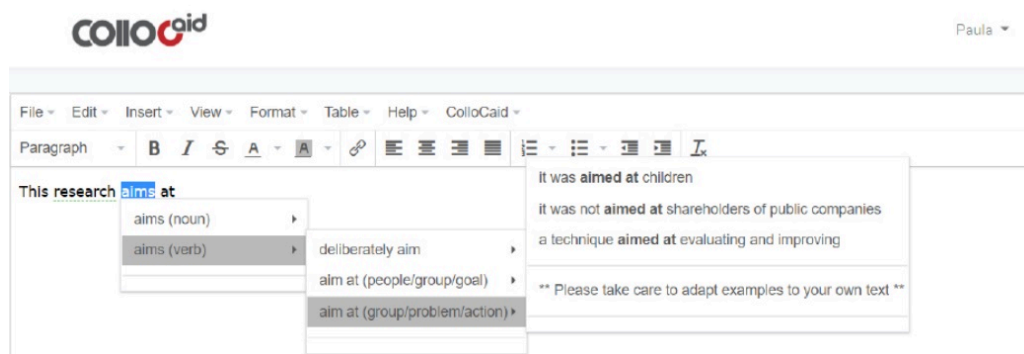 ColloCaid
Paula
File Edit Insert View Format Table Help ColloCaid
Paragraph B I S A A
This research aims at
aims (noun)
aims (verb)
deliberately aim
aim at (people/group/goal)
aim at (group/problem/action)
it was aimed at children
it was not aimed at shareholders of public companies
a technique aimed at evaluating and improving
** Please take care to adapt examples to your own text **